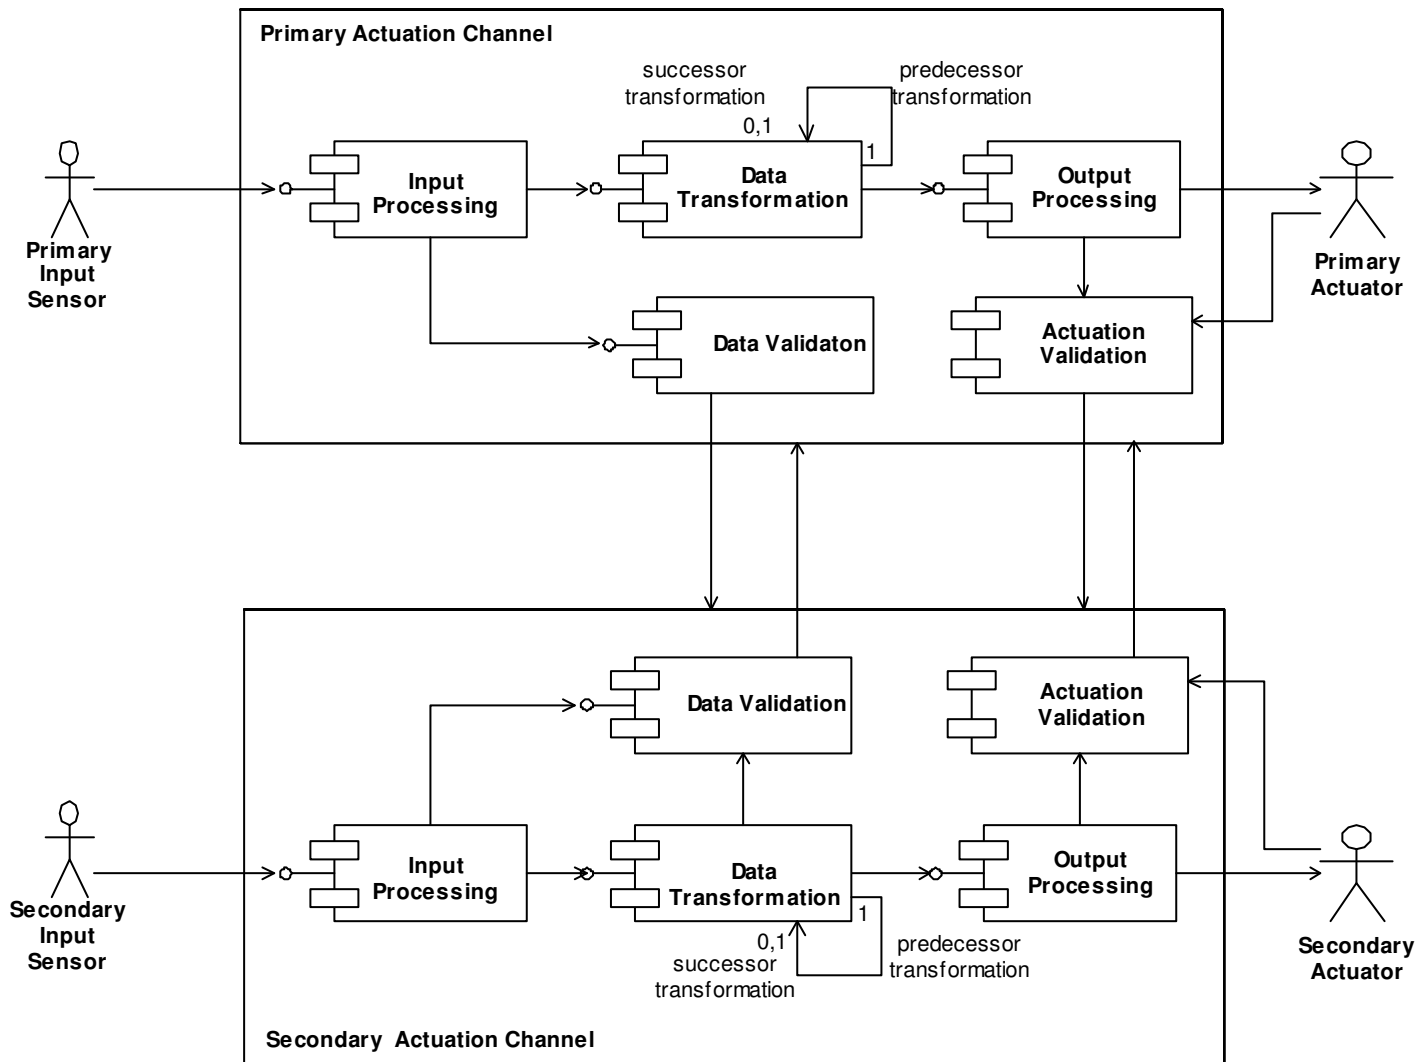 Primary Actuation Channel
successor
transformation
predecessor
transformation
0,1
1
Input
Processing
Data
Transformation
Output
Processing
Primary
Input
Sensor
Primary
Actuator
Data Validaton
Actuation
Validation
Data Validation
Actuation
Validation
Input
Processing
Data
Transformation
Output
Processing
Secondary
Input
Sensor
Secondary
Actuator
1
0,1
successor
transformation
predecessor
transformation
Secondary Actuation Channel